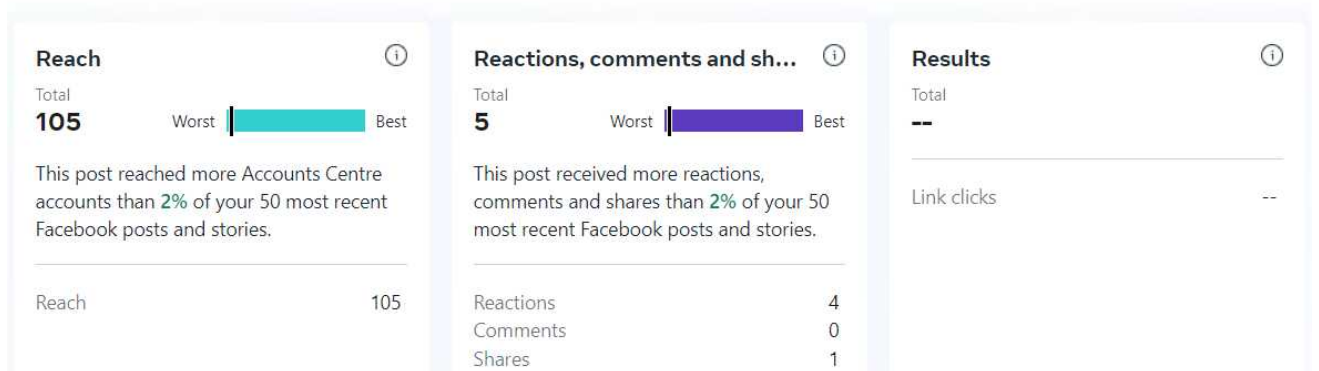 Reach
Total
105
Worst
Best
This post reached more Accounts Centre
accounts than 2% of your 50 most recent
Facebook posts and stories.
Reach 105
Reactions, comments and sh...
Total
5
Worst
Best
This post received more reactions,
comments and shares than 2% of your 50
most recent Facebook posts and stories.
Reactions 4
Comments 0
Shares 1
Results
Total
--
Link clicks --